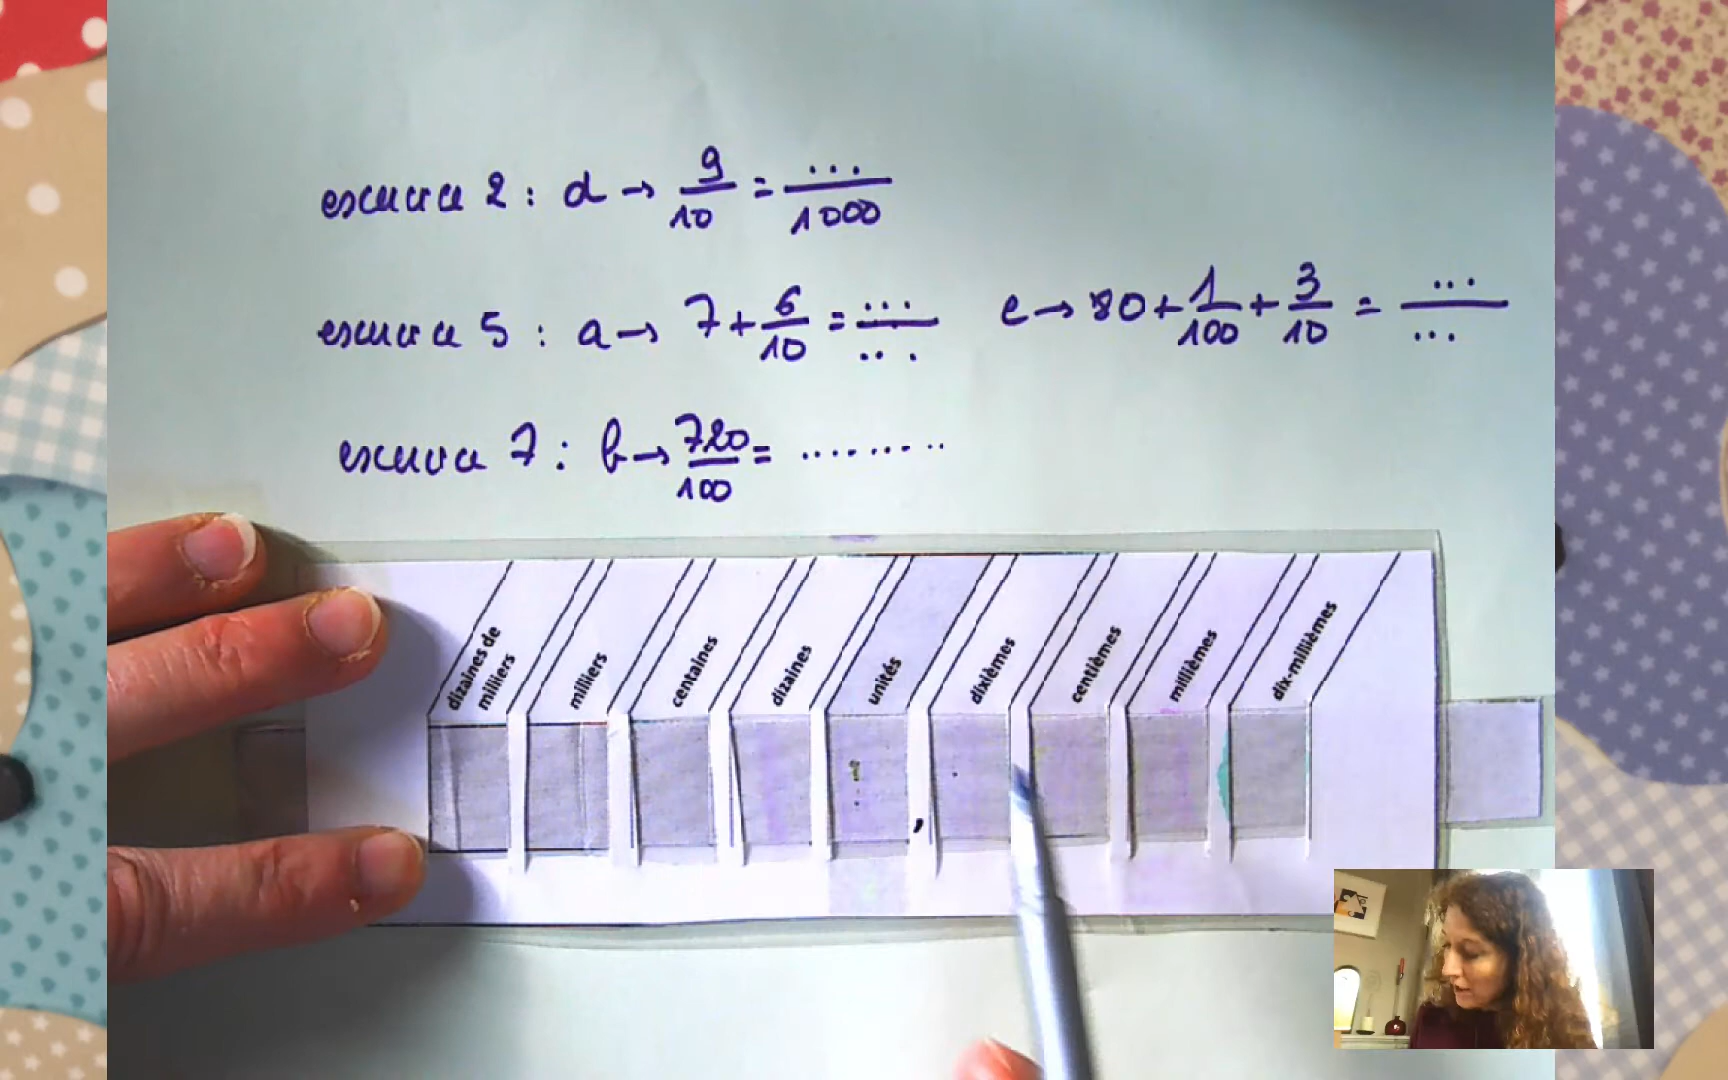 exercice 2 : d → 9/10 = .../1000
exercice 5 : a → 7 + 6/10 = .../... e → 80 + 1/100 + 3/10 = .../...
exercice 7 : b → 720/100 = .........
dizaines de milliers
milliers
centaines
dizaines
unités
,
dixièmes
centièmes
millièmes
dix-millièmes